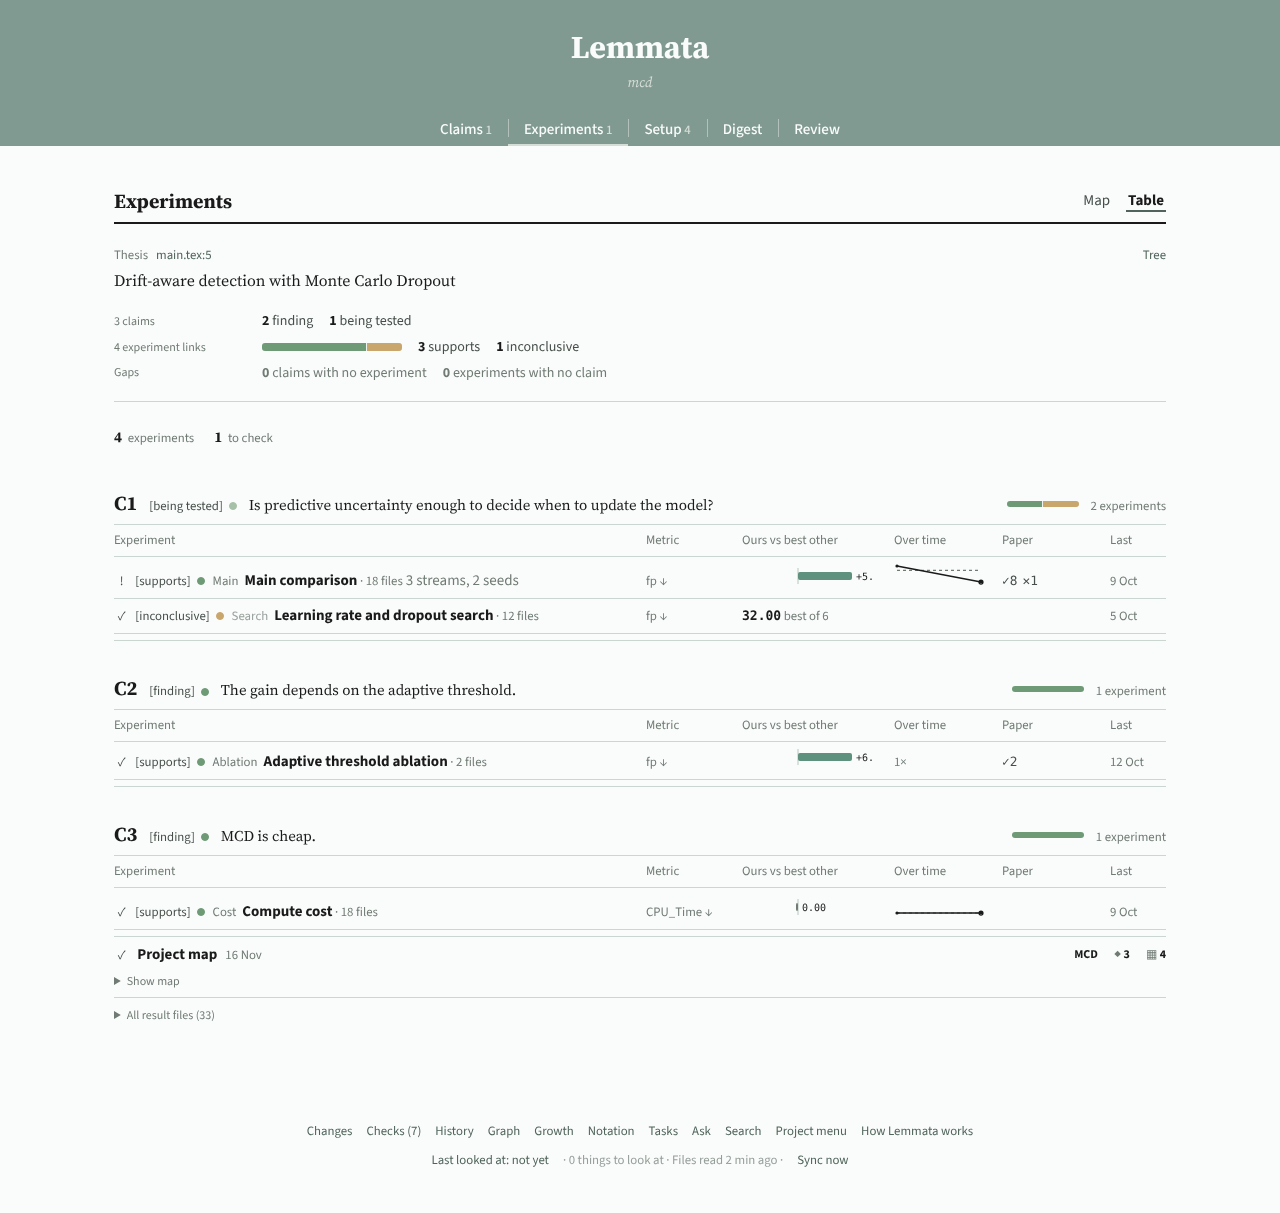 Lemmata
mcd
Claims 1 Experiments 1 Setup 4 Digest Review
Experiments Map Table
Thesis main.tex:5 Tree
Drift-aware detection with Monte Carlo Dropout
3 claims 2 finding 1 being tested
4 experiment links 3 supports 1 inconclusive
Gaps 0 claims with no experiment 0 experiments with no claim
4 experiments 1 to check
C1 [being tested] Is predictive uncertainty enough to decide when to update the model? 2 experiments
Experiment Metric Ours vs best other Over time Paper Last
! [supports] Main Main comparison · 18 files 3 streams, 2 seeds fp ↓ +5. ✓8 ×1 9 Oct
✓ [inconclusive] Search Learning rate and dropout search · 12 files fp ↓ 32.00 best of 6 5 Oct
C2 [finding] The gain depends on the adaptive threshold. 1 experiment
Experiment Metric Ours vs best other Over time Paper Last
✓ [supports] Ablation Adaptive threshold ablation · 2 files fp ↓ +6. 1× ✓2 12 Oct
C3 [finding] MCD is cheap. 1 experiment
Experiment Metric Ours vs best other Over time Paper Last
✓ [supports] Cost Compute cost · 18 files CPU_Time ↓ 0.00 9 Oct
✓ Project map 16 Nov MCD ⌖ 3 ▦ 4
▶ Show map
▶ All result files (33)
Changes Checks (7) History Graph Growth Notation Tasks Ask Search Project menu How Lemmata works
Last looked at: not yet · 0 things to look at · Files read 2 min ago · Sync now